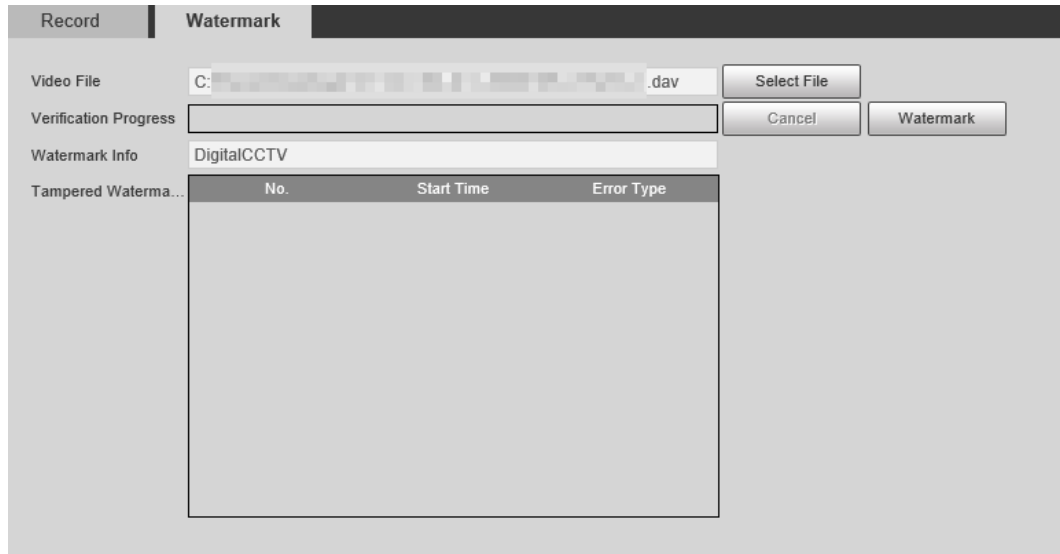 Record Watermark
Video File C: .dav Select File
Verification Progress Cancel Watermark
Watermark Info DigitalCCTV
Tampered Waterma... No. Start Time Error Type